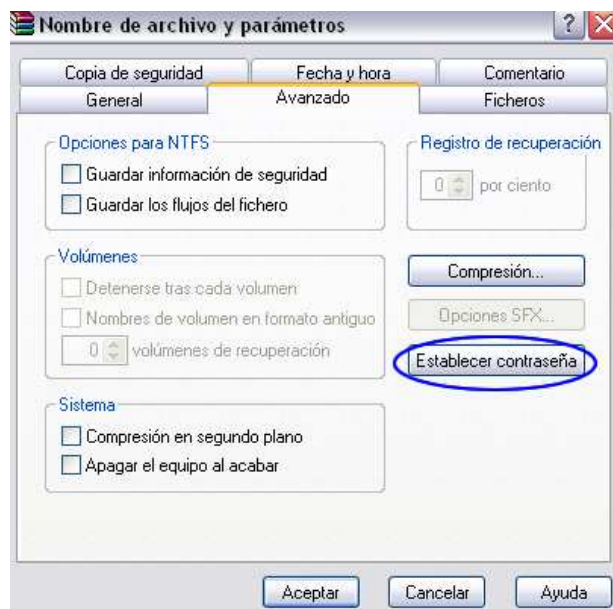 Nombre de archivo y parámetros
Copia de seguridad Fecha y hora Comentario
General Avanzado Ficheros
Opciones para NTFS
Guardar información de seguridad
Guardar los flujos del fichero
Registro de recuperación
0 por ciento
Volúmenes
Detenerse tras cada volumen
Nombres de volumen en formato antiguo
0 volúmenes de recuperación
Compresión...
Opciones SFX...
Establecer contraseña
Sistema
Compresión en segundo plano
Apagar el equipo al acabar
Aceptar Cancelar Ayuda